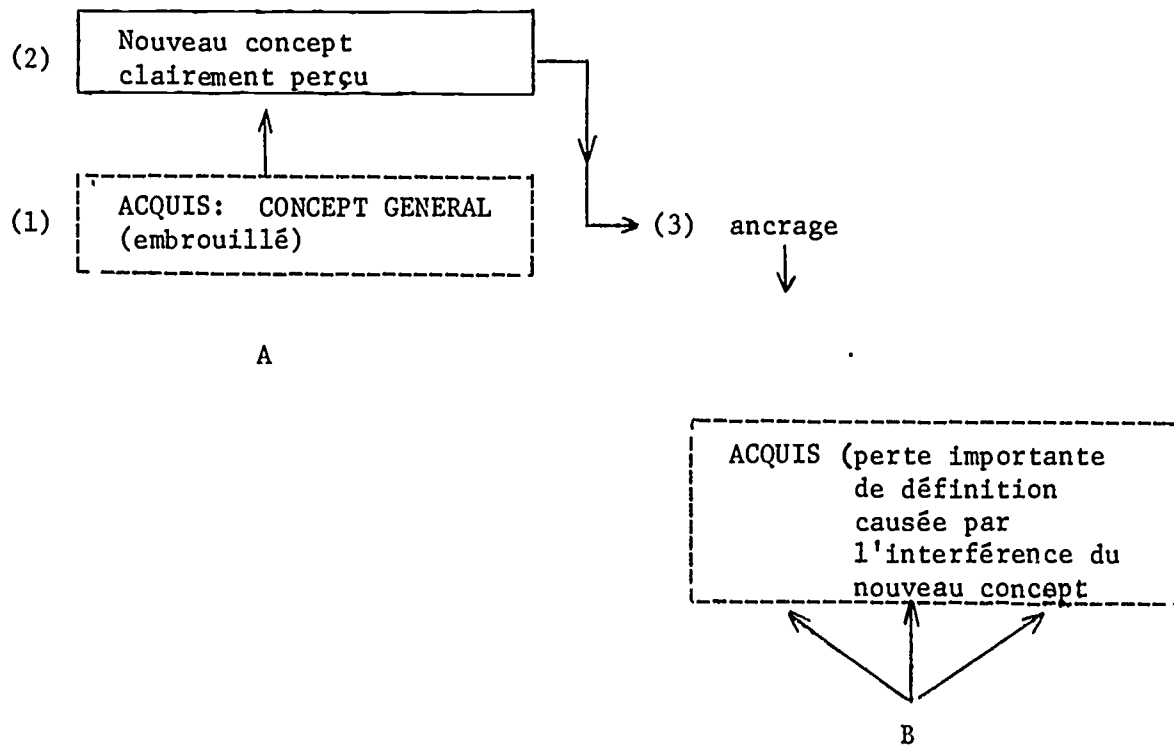 (2) Nouveau concept
clairement perçu
(1) ACQUIS: CONCEPT GENERAL
(embrouillé)
(3) ancrage
A
ACQUIS (perte importante
de définition
causée par
l'interférence du
nouveau concept
B